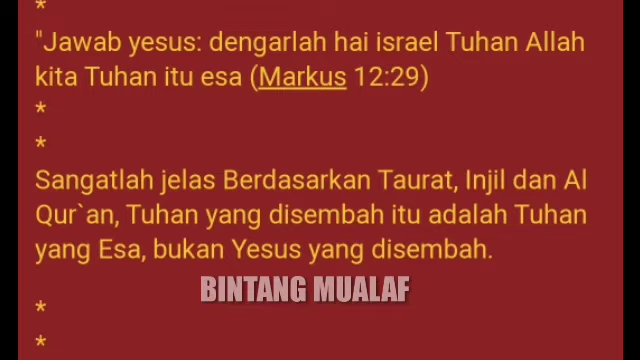 *
"Jawab yesus: dengarlah hai israel Tuhan Allah
kita Tuhan itu esa (Markus 12:29)
*
*
Sangatlah jelas Berdasarkan Taurat, Injil dan Al
Qur`an, Tuhan yang disembah itu adalah Tuhan
yang Esa, bukan Yesus yang disembah.
BINTANG MUALAF
*
*